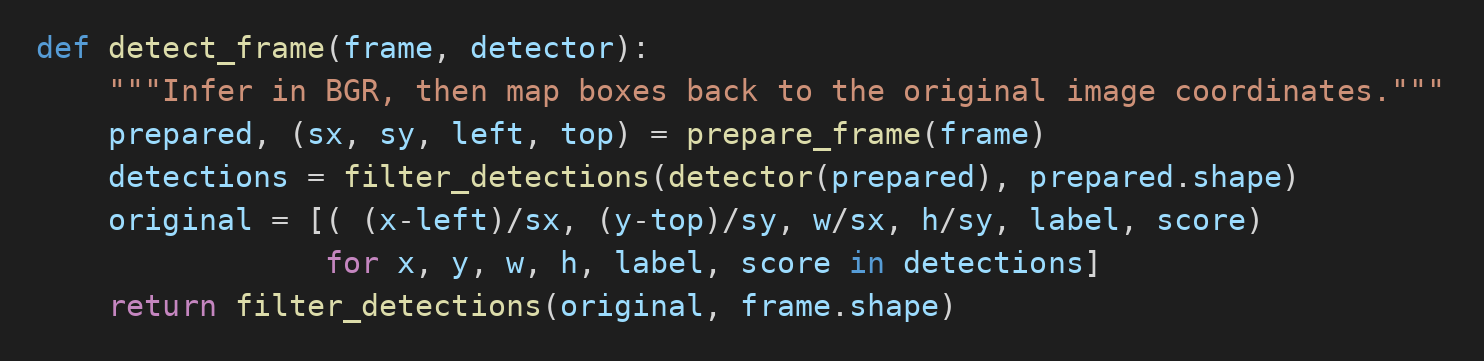 def detect_frame(frame, detector):
    """Infer in BGR, then map boxes back to the original image coordinates."""
    prepared, (sx, sy, left, top) = prepare_frame(frame)
    detections = filter_detections(detector(prepared), prepared.shape)
    original = [( (x-left)/sx, (y-top)/sy, w/sx, h/sy, label, score)
                for x, y, w, h, label, score in detections]
    return filter_detections(original, frame.shape)